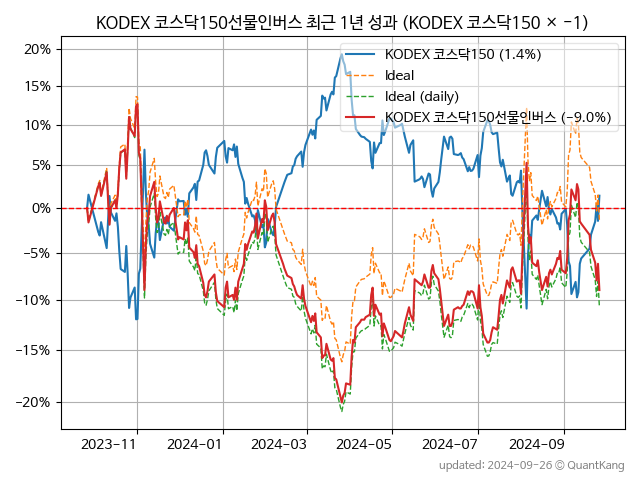 KODEX 코스닥150선물인버스 최근 1년 성과 (KODEX 코스닥150 × −1)
KODEX 코스닥150 (1.4%)
Ideal
Ideal (daily)
KODEX 코스닥150선물인버스 (−9.0%)
20%
15%
10%
5%
0%
−5%
−10%
−15%
−20%
2023-11
2024-01
2024-03
2024-05
2024-07
2024-09
updated: 2024-09-26 © QuantKang